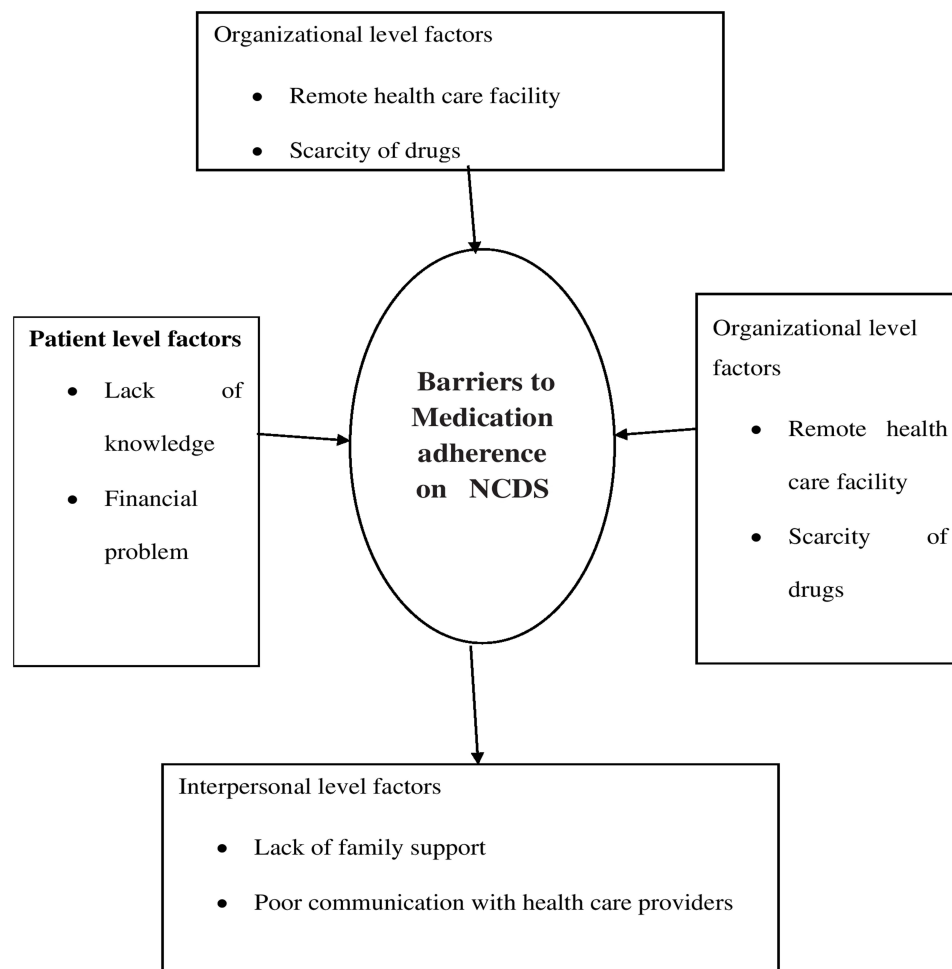 Organizational level factors
● Remote health care facility
● Scarcity of drugs
Patient level factors
● Lack of
knowledge
● Financial
problem
Barriers to
Medication
adherence
on NCDS
Organizational level
factors
● Remote health
care facility
● Scarcity of
drugs
Interpersonal level factors
● Lack of family support
● Poor communication with health care providers